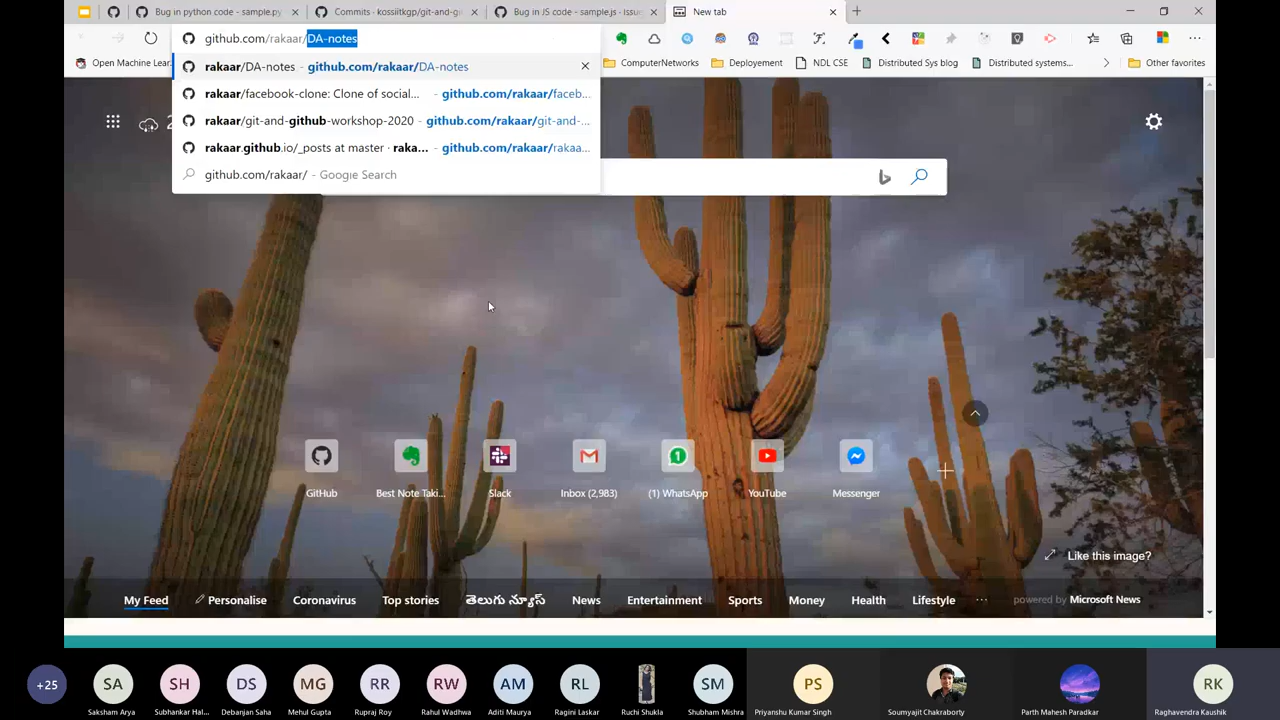 Bug in python code - sample.py
Commits · kossiitkgp/git-and-gi
Bug in JS code - sample.js - Issue
New tab
github.com/rakaar/DA-notes
Open Machine Lear
ComputerNetworks
Deployement
NDL CSE
Distributed Sys blog
Distributed systems...
Other favorites
rakaar/DA-notes - github.com/rakaar/DA-notes
rakaar/facebook-clone: Clone of social... - github.com/rakaar/faceb...
rakaar/git-and-github-workshop-2020 - github.com/rakaar/git-and-...
rakaar.github.io/_posts at master · raka... - github.com/rakaar/rakaa...
github.com/rakaar/ - Google Search
2
GitHub
Best Note Taki...
Slack
Inbox (2,983)
(1) WhatsApp
YouTube
Messenger
Like this image?
My Feed
Personalise
Coronavirus
Top stories
తెలుగు న్యూస్
News
Entertainment
Sports
Money
Health
Lifestyle
...
powered by Microsoft News
+25
SA
SH
DS
MG
RR
RW
AM
RL
SM
PS
RK
Saksham Arya
Subhankar Hal...
Debanjan Saha
Mehul Gupta
Rupraj Roy
Rahul Wadhwa
Aditi Maurya
Ragini Laskar
Ruchi Shukla
Shubham Mishra
Priyanshu Kumar Singh
Soumyajit Chakraborty
Parth Mahesh Paradkar
Raghavendra Kaushik